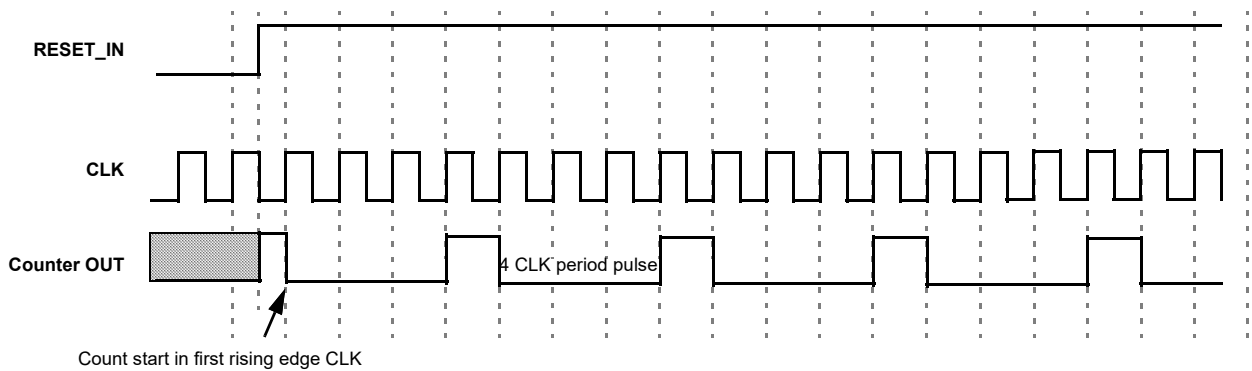 RESET_IN
CLK
Counter OUT
4 CLK period pulse
Count start in first rising edge CLK